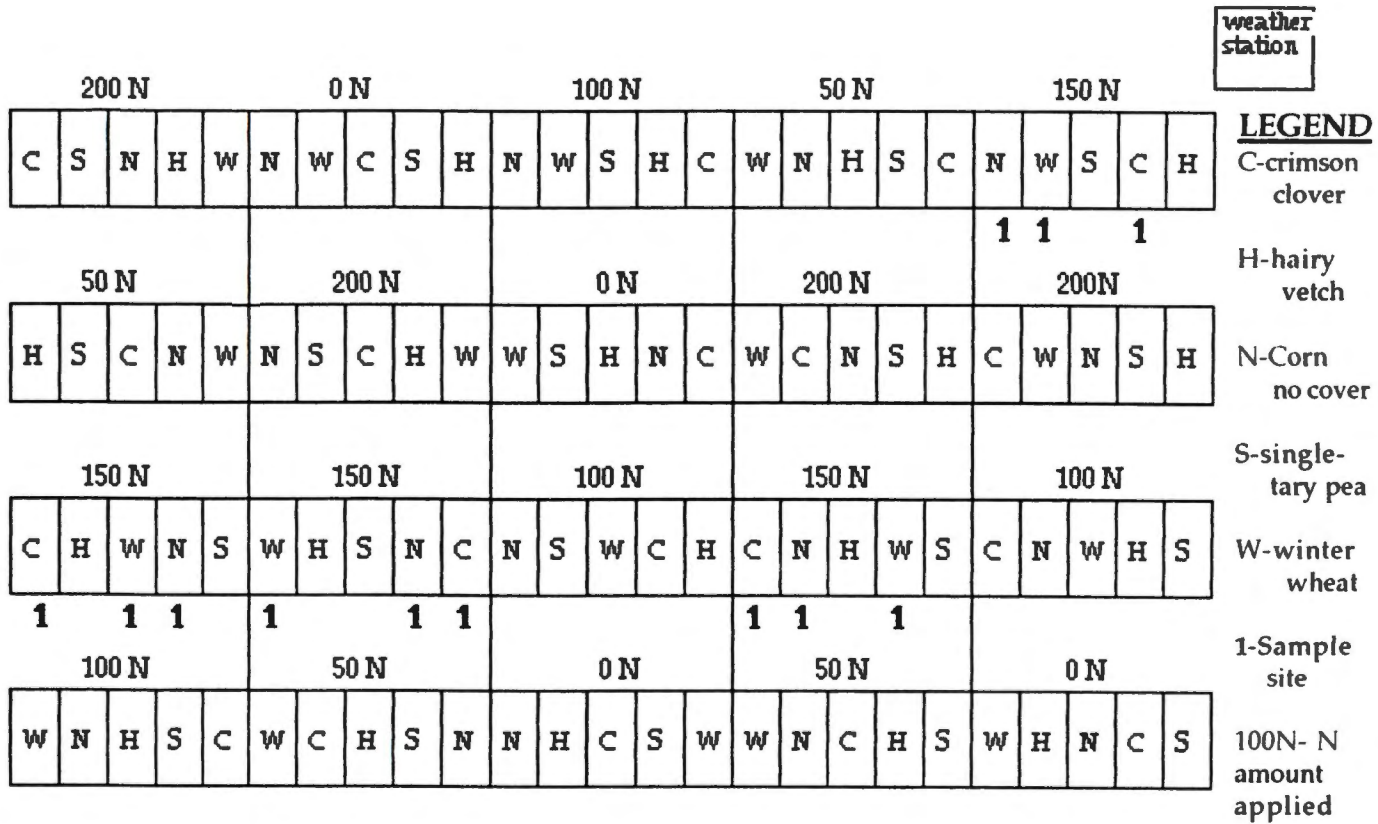 weather
station
200 N 0 N 100 N 50 N 150 N
C S N H W N W C S H N W S H C W N H S C N W S C H
1 1 1
50 N 200 N 0 N 200 N 200N
H S C N W N S C H W W S H N C W C N S H C W N S H
150 N 150 N 100 N 150 N 100 N
C H W N S W H S N C N S W C H C N H W S C N W H S
1 1 1 1 1 1 1 1 1
100 N 50 N 0 N 50 N 0 N
W N H S C W C H S N N H C S W W N C H S W H N C S
LEGEND
C-crimson
clover
H-hairy
vetch
N-Corn
no cover
S-single-
tary pea
W-winter
wheat
1-Sample
site
100N- N
amount
applied